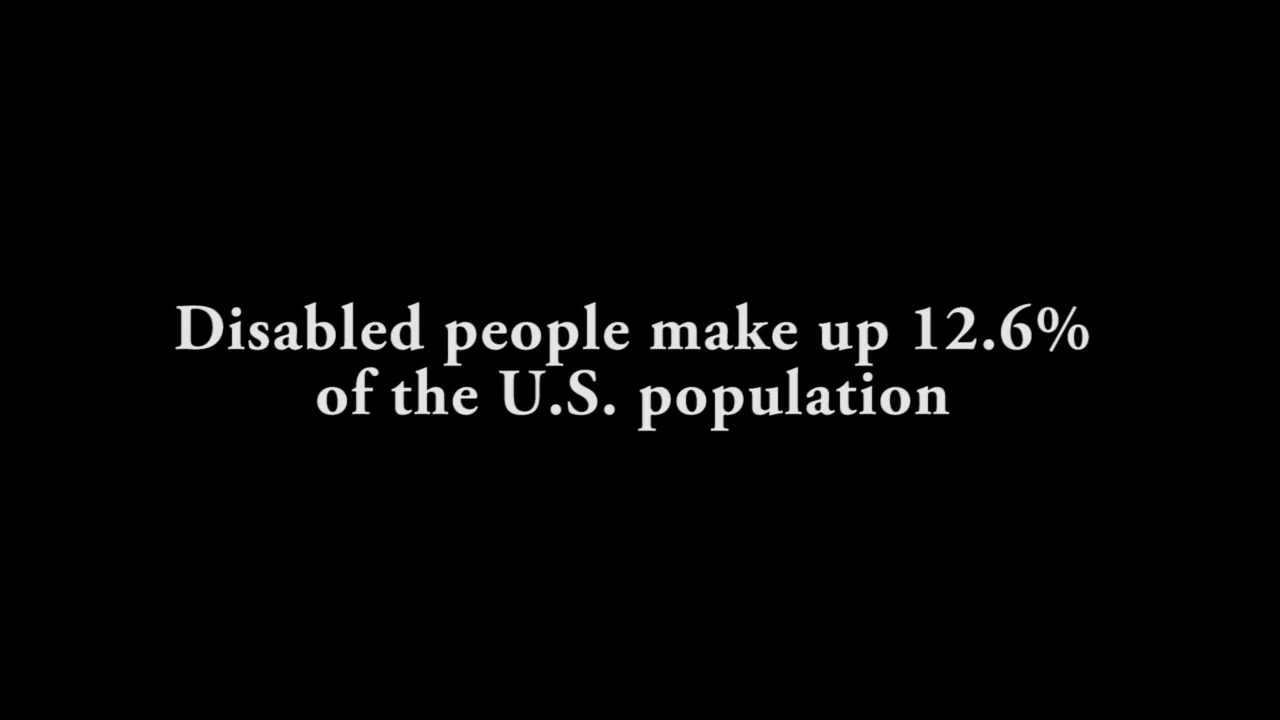 Disabled people make up 12.6%
of the U.S. population